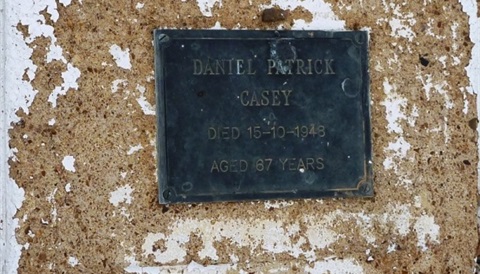 DANIEL PATRICK
CASEY
DIED 15-10-1948
AGED 87 YEARS